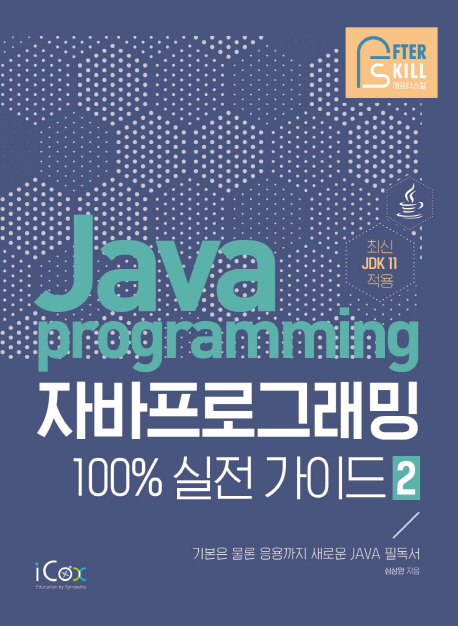 AFTER
SKILL
애프터스킬
Java
programming
최신
JDK 11
적용
자바프로그래밍
100% 실전 가이드 2
기본은 물론 응용까지 새로운 JAVA 필독서
심상원 지음
iCox
Education by Sympathy